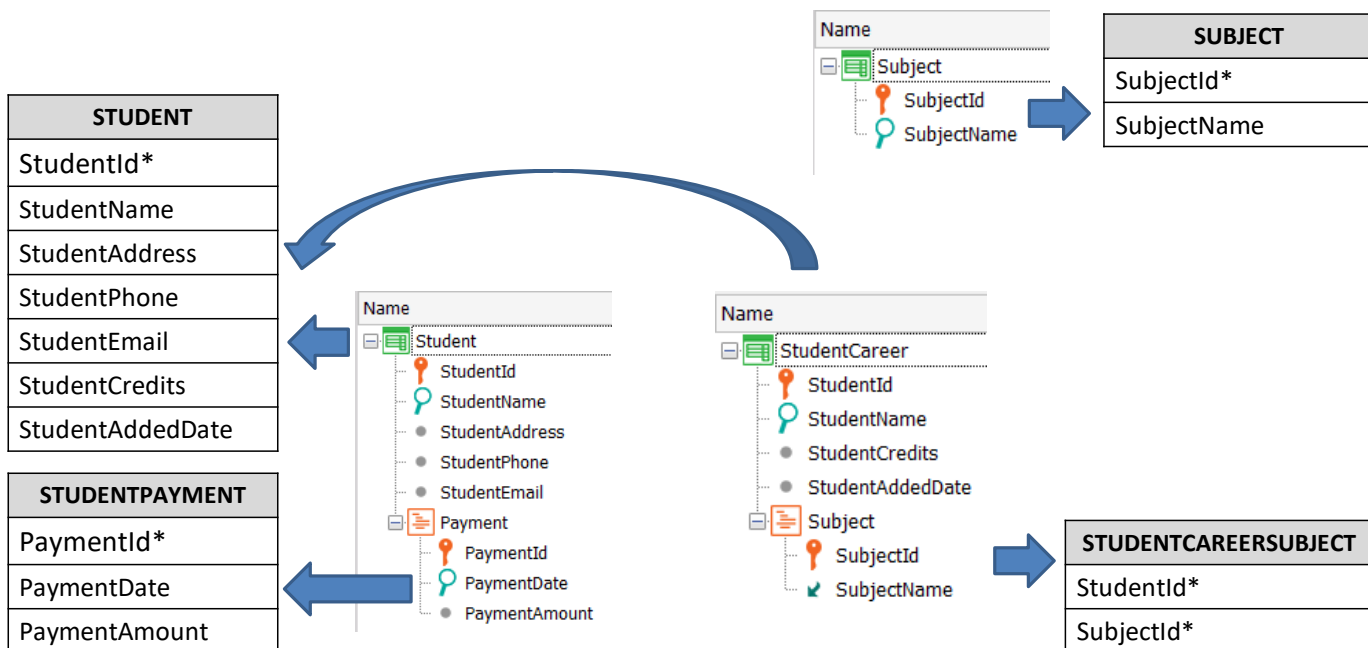 Name
Subject
SubjectId
SubjectName
SUBJECT
SubjectId*
SubjectName
STUDENT
StudentId*
StudentName
StudentAddress
StudentPhone
StudentEmail
StudentCredits
StudentAddedDate
STUDENTPAYMENT
PaymentId*
PaymentDate
PaymentAmount
Name
Student
StudentId
StudentName
StudentAddress
StudentPhone
StudentEmail
Payment
PaymentId
PaymentDate
PaymentAmount
Name
StudentCareer
StudentId
StudentName
StudentCredits
StudentAddedDate
Subject
SubjectId
SubjectName
STUDENTCAREERSUBJECT
StudentId*
SubjectId*